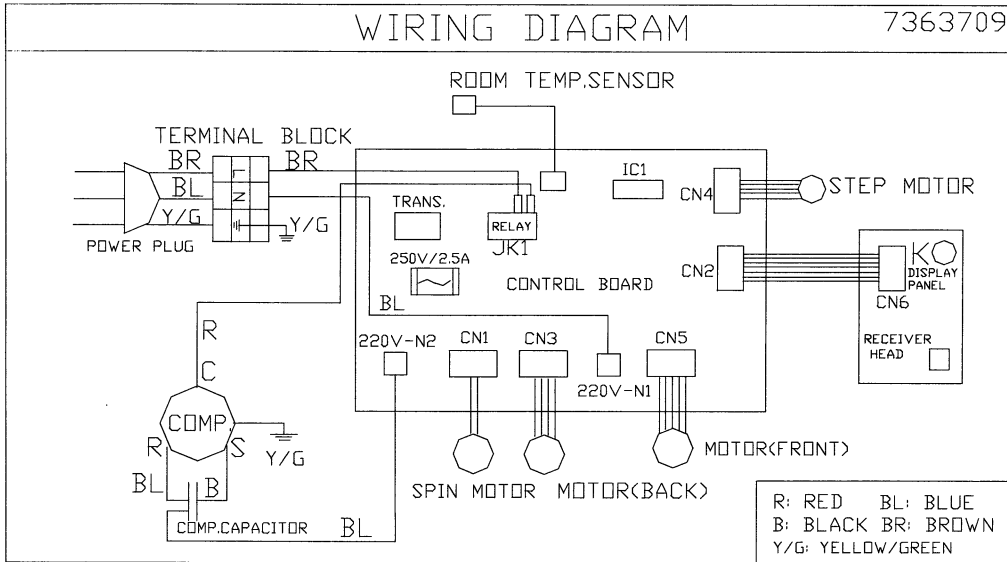 WIRING DIAGRAM
7363709
ROOM TEMP.SENSOR
TERMINAL BLOCK
BR
BR
L
BL
N
Y/G
Y/G
POWER PLUG
TRANS.
RELAY
JK1
IC1
CN4
STEP MOTOR
250V/2.5A
CONTROL BOARD
CN2
K
DISPLAY
PANEL
CN6
BL
RECEIVER
HEAD
R
C
220V-N2
CN1
CN3
220V-N1
CN5
COMP.
R
S
Y/G
BL
B
COMP.CAPACITOR
BL
SPIN MOTOR
MOTOR(BACK)
MOTOR(FRONT)
R: RED BL: BLUE
B: BLACK BR: BROWN
Y/G: YELLOW/GREEN